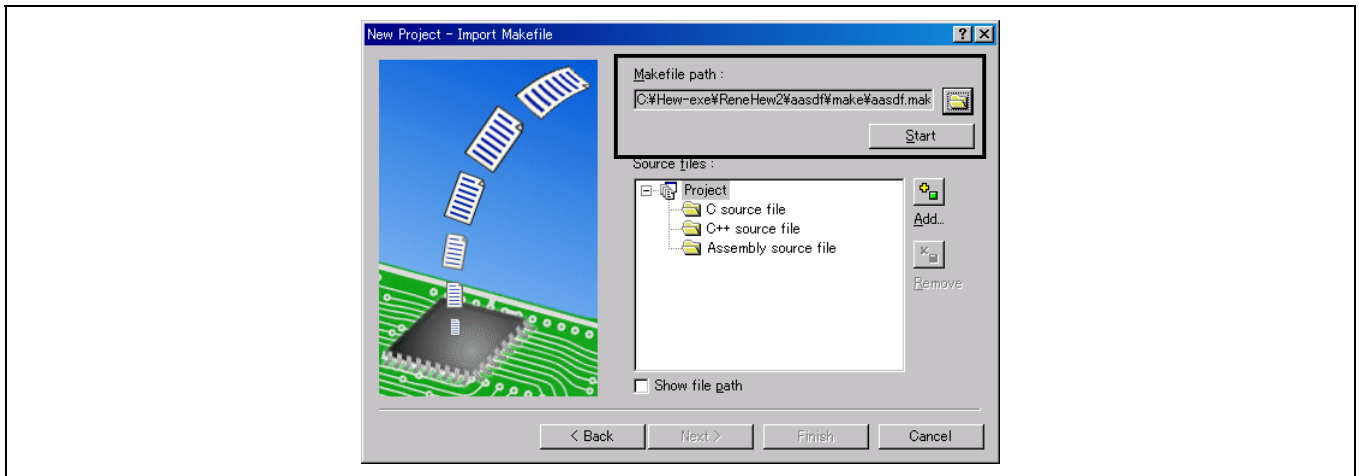 New Project - Import Makefile
Makefile path :
C:¥Hew-exe¥ReneHew2¥aasdf¥make¥aasdf.mak
Start
Source files :
Project
C source file
C++ source file
Assembly source file
Add...
Remove
Show file path
< Back
Next >
Finish
Cancel